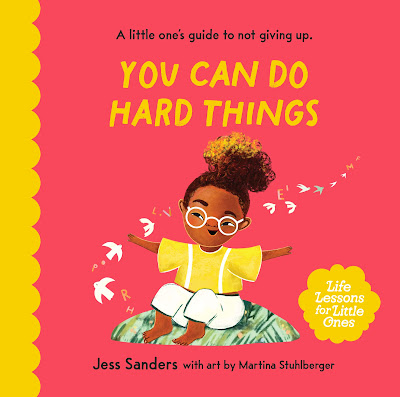 A little one's guide to not giving up.
YOU CAN DO
HARD THINGS
Life
Lessons
for Little
Ones
Jess Sanders with art by Martina Stuhlberger